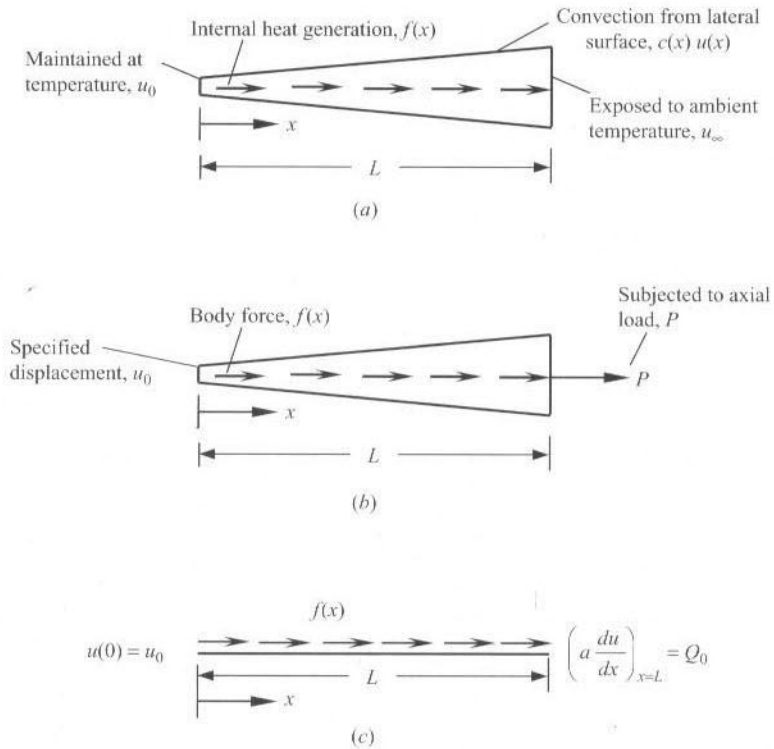 Internal heat generation, f(x)
Convection from lateral
surface, c(x) u(x)
Maintained at
temperature, u₀
Exposed to ambient
temperature, u∞
x
L
(a)
Body force, f(x)
Subjected to axial
load, P
Specified
displacement, u₀
P
x
L
(b)
f(x)
u(0) = u₀
(a du/dx)x=L = Q₀
L
x
(c)